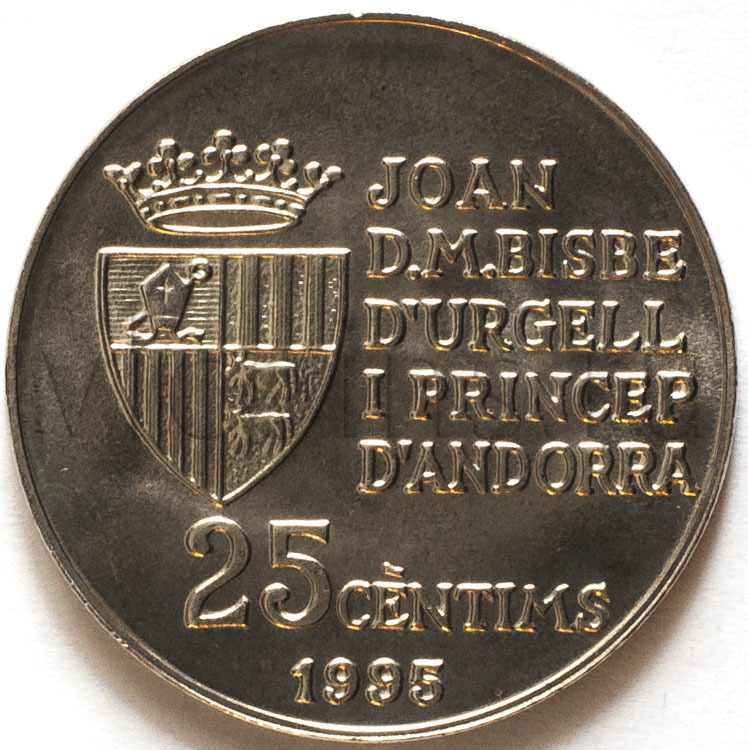 JOAN
D.M.BISBE
D'URGELL
I PRINCEP
D'ANDORRA
25 CÈNTIMS
1995